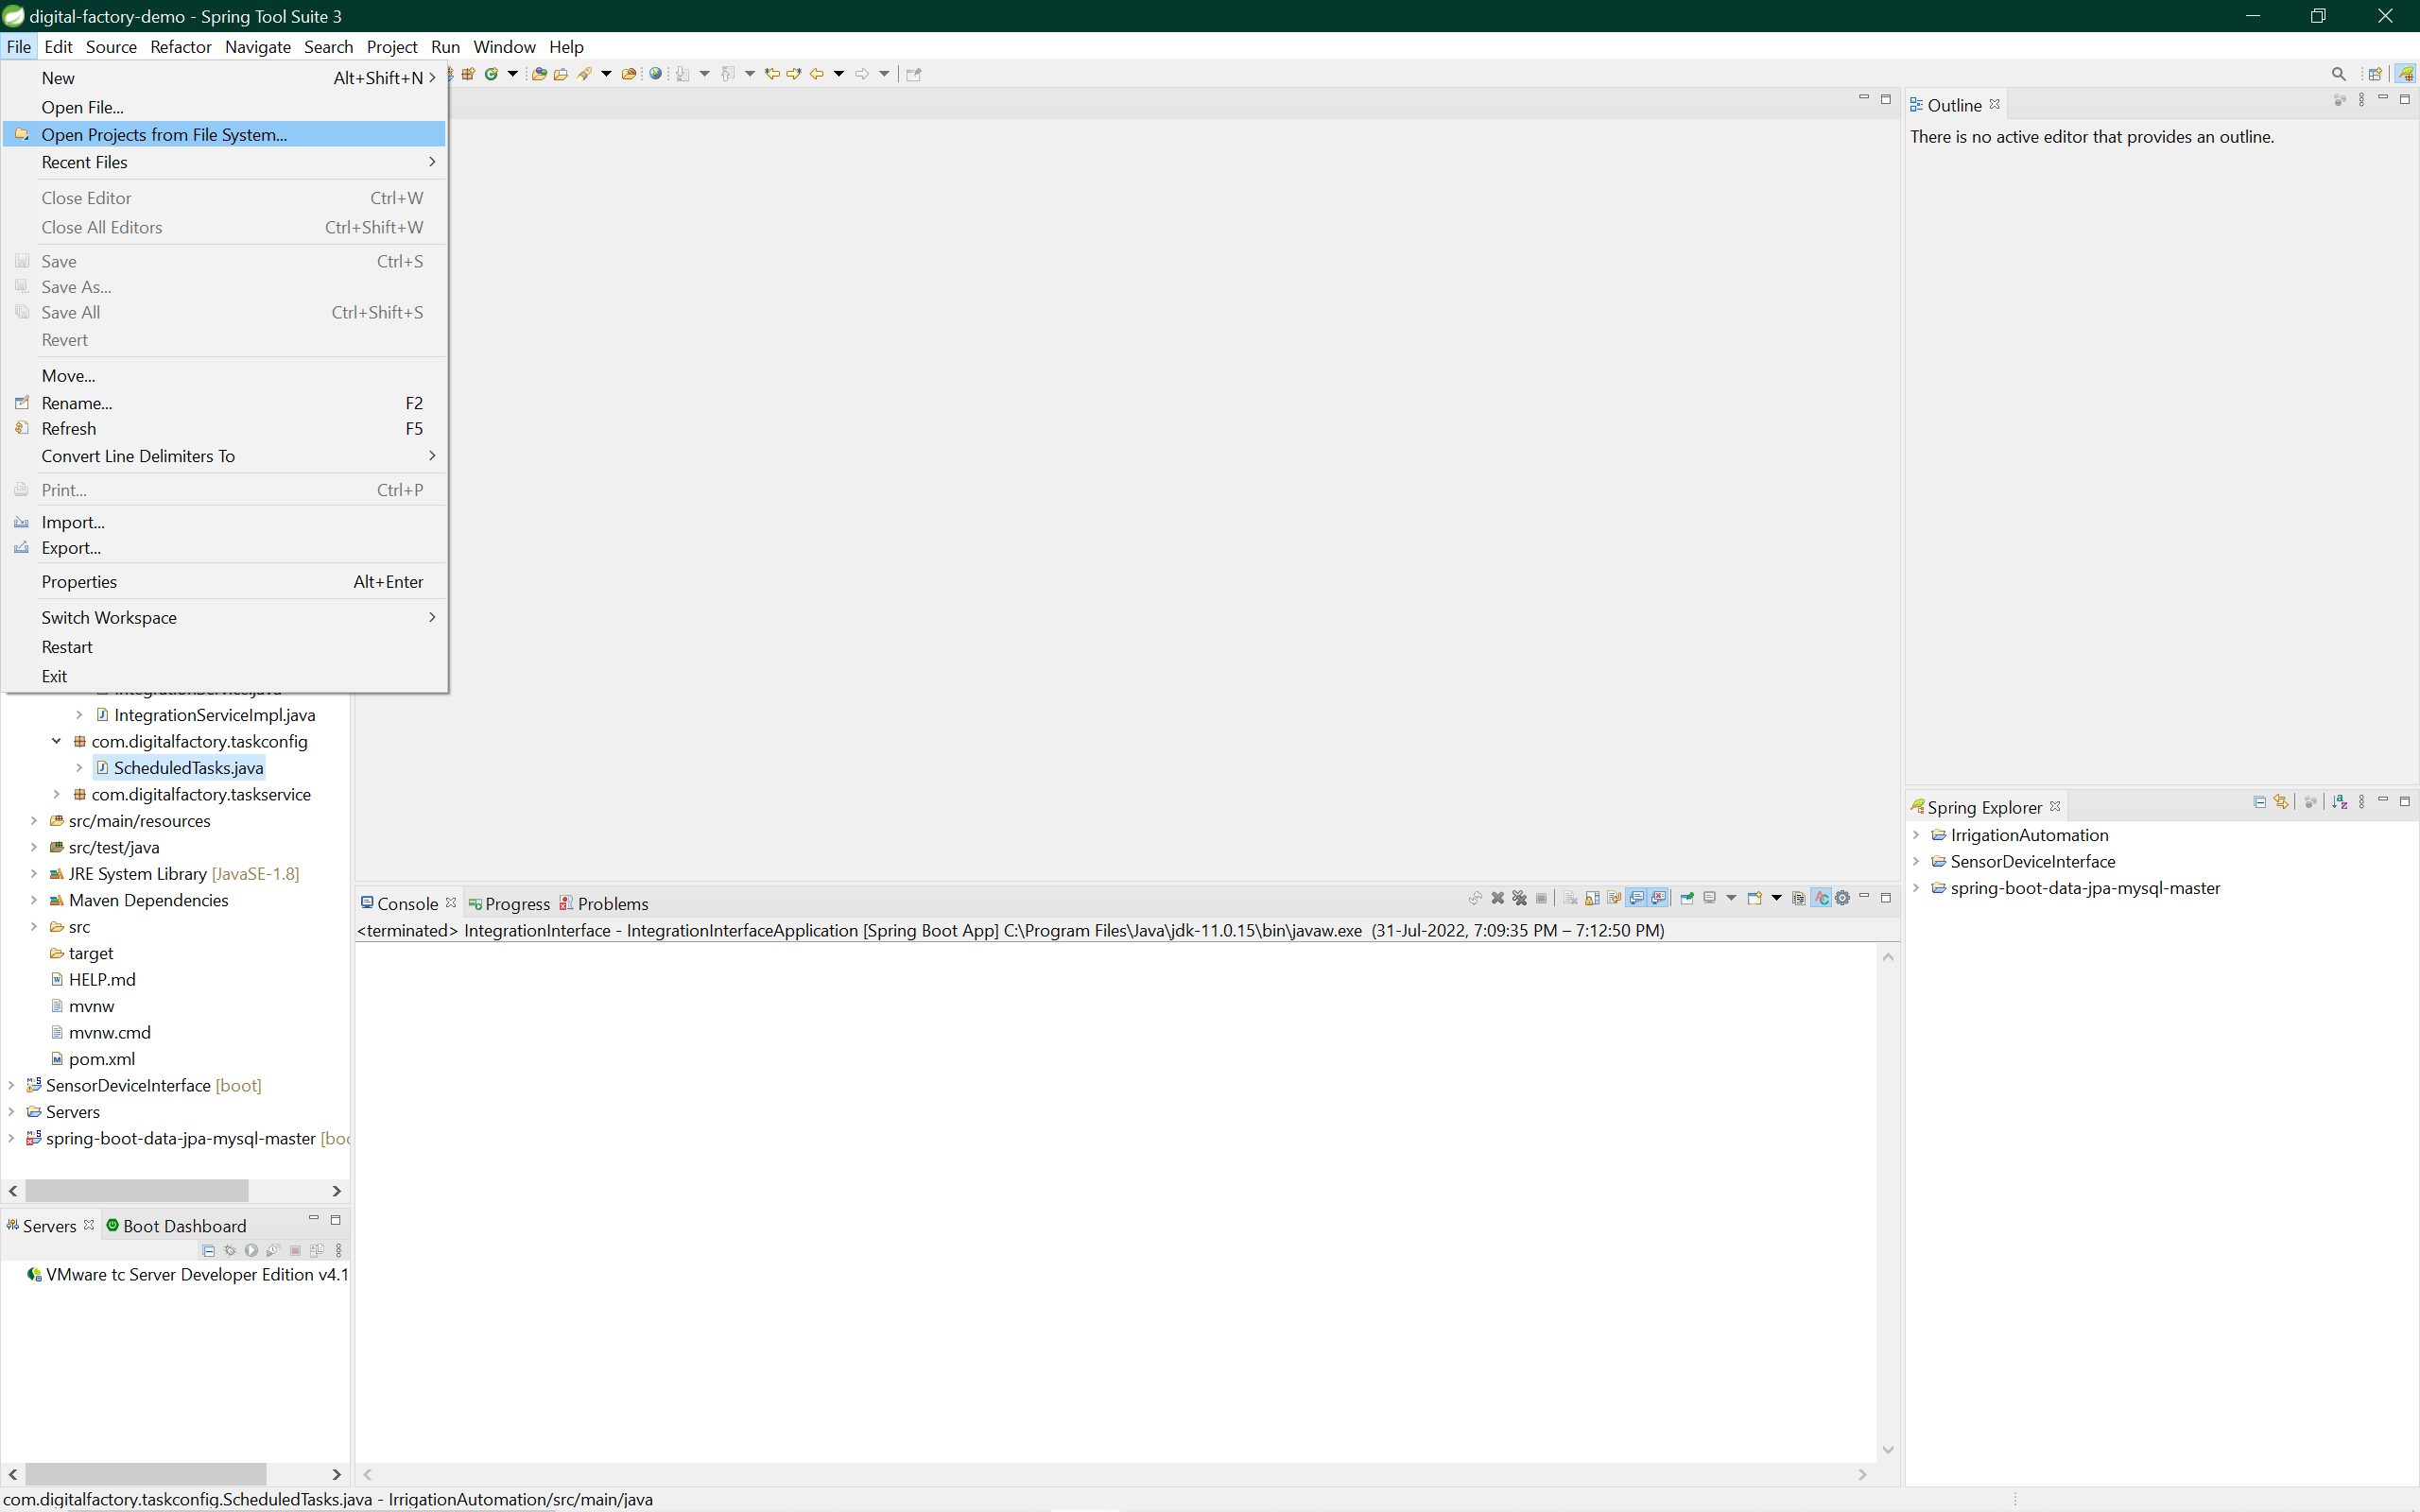 digital-factory-demo - Spring Tool Suite 3
File Edit Source Refactor Navigate Search Project Run Window Help
New Alt+Shift+N
Open File...
Open Projects from File System...
Recent Files
Close Editor Ctrl+W
Close All Editors Ctrl+Shift+W
Save Ctrl+S
Save As...
Save All Ctrl+Shift+S
Revert
Move...
Rename... F2
Refresh F5
Convert Line Delimiters To
Print... Ctrl+P
Import...
Export...
Properties Alt+Enter
Switch Workspace
Restart
Exit
IntegrationServiceImpl.java
com.digitalfactory.taskconfig
ScheduledTasks.java
com.digitalfactory.taskservice
src/main/resources
src/test/java
JRE System Library [JavaSE-1.8]
Maven Dependencies
src
target
HELP.md
mvnw
mvnw.cmd
pom.xml
SensorDeviceInterface [boot]
Servers
spring-boot-data-jpa-mysql-master [boo
Servers Boot Dashboard
VMware tc Server Developer Edition v4.1
Console Progress Problems
<terminated> IntegrationInterface - IntegrationInterfaceApplication [Spring Boot App] C:\Program Files\Java\jdk-11.0.15\bin\javaw.exe (31-Jul-2022, 7:09:35 PM – 7:12:50 PM)
Outline
There is no active editor that provides an outline.
Spring Explorer
IrrigationAutomation
SensorDeviceInterface
spring-boot-data-jpa-mysql-master
com.digitalfactory.taskconfig.ScheduledTasks.java - IrrigationAutomation/src/main/java